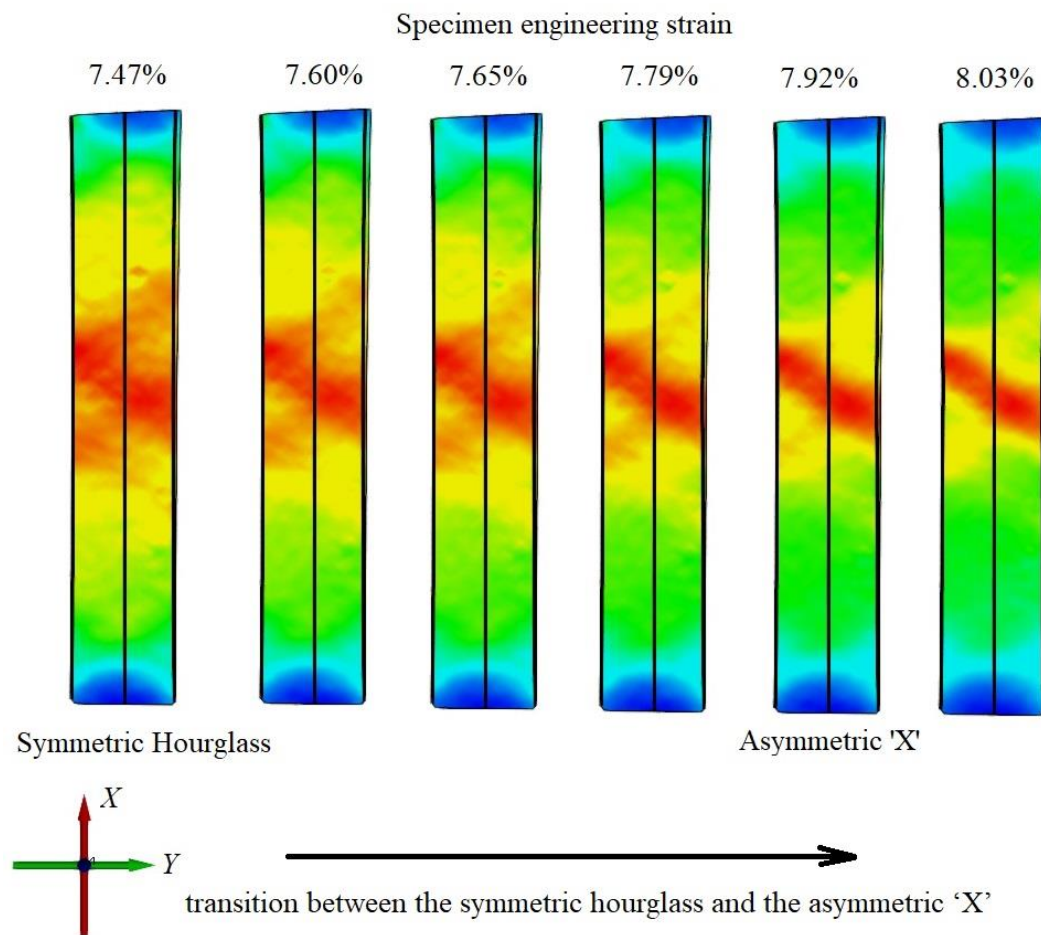 Specimen engineering strain
7.47% 7.60% 7.65% 7.79% 7.92% 8.03%
Symmetric Hourglass
Asymmetric 'X'
X
Y
transition between the symmetric hourglass and the asymmetric ‘X’